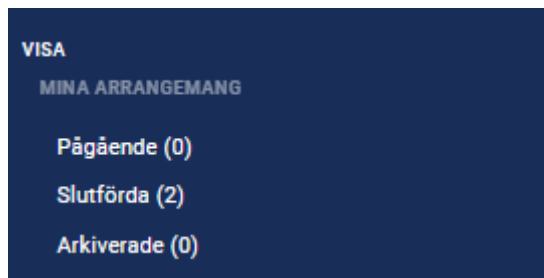 VISA
MINA ARRANGEMANG
Pågående (0)
Slutförda (2)
Arkiverade (0)